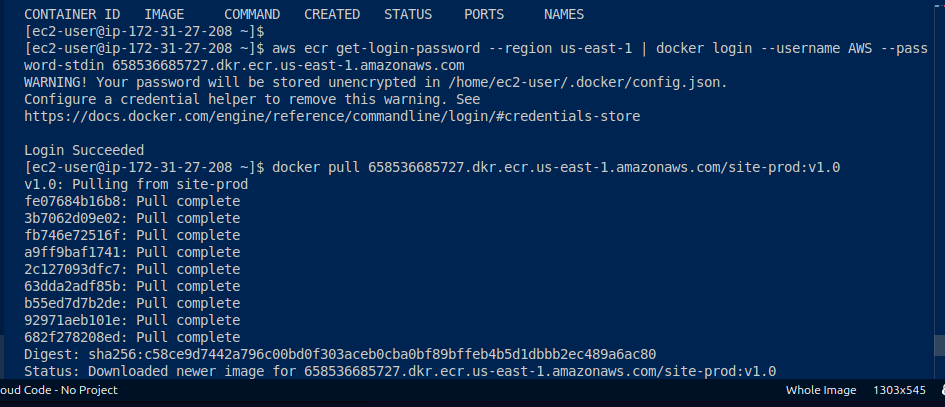 CONTAINER ID   IMAGE     COMMAND   CREATED   STATUS    PORTS     NAMES
[ec2-user@ip-172-31-27-208 ~]$
[ec2-user@ip-172-31-27-208 ~]$ aws ecr get-login-password --region us-east-1 | docker login --username AWS --pass
word-stdin 658536685727.dkr.ecr.us-east-1.amazonaws.com
WARNING! Your password will be stored unencrypted in /home/ec2-user/.docker/config.json.
Configure a credential helper to remove this warning. See
https://docs.docker.com/engine/reference/commandline/login/#credentials-store

Login Succeeded
[ec2-user@ip-172-31-27-208 ~]$ docker pull 658536685727.dkr.ecr.us-east-1.amazonaws.com/site-prod:v1.0
v1.0: Pulling from site-prod
fe07684b16b8: Pull complete
3b7062d09e02: Pull complete
fb746e72516f: Pull complete
a9ff9baf1741: Pull complete
2c127093dfc7: Pull complete
63dda2adf85b: Pull complete
b55ed7d7b2de: Pull complete
92971aeb101e: Pull complete
682f278208ed: Pull complete
Digest: sha256:c58ce9d7442a796c00bd0f303aceb0cba0bf89bffeb4b5d1dbbb2ec489a6ac80
Status: Downloaded newer image for 658536685727.dkr.ecr.us-east-1.amazonaws.com/site-prod:v1.0
oud Code - No Project   Whole Image   1303x545